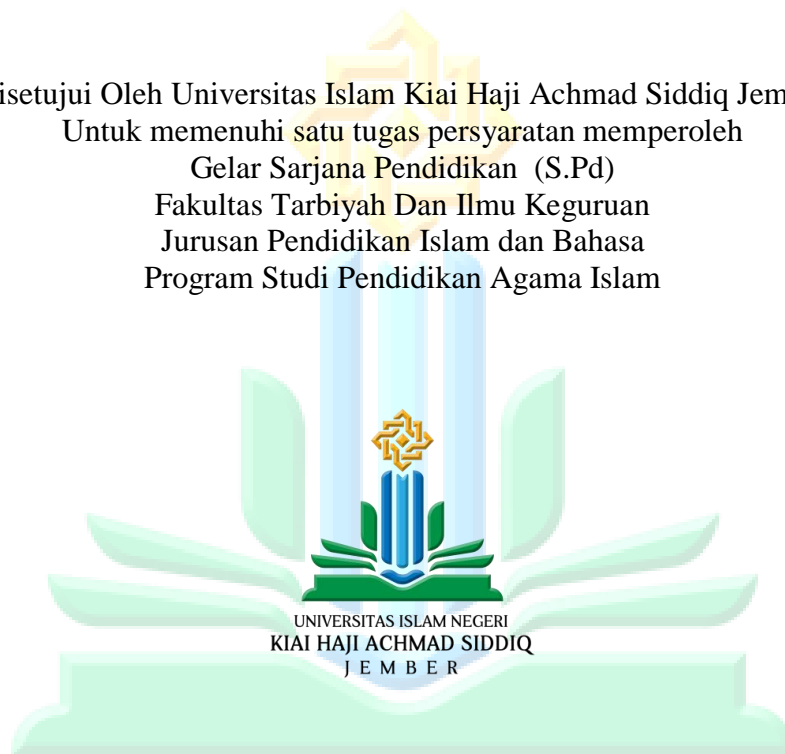 isetujui Oleh Universitas Islam Kiai Haji Achmad Siddiq Jem
Untuk memenuhi satu tugas persyaratan memperoleh
Gelar Sarjana Pendidikan (S.Pd)
Fakultas Tarbiyah Dan Ilmu Keguruan
Jurusan Pendidikan Islam dan Bahasa
Program Studi Pendidikan Agama Islam
UNIVERSITAS ISLAM NEGERI
KIAI HAJI ACHMAD SIDDIQ
JEMBER